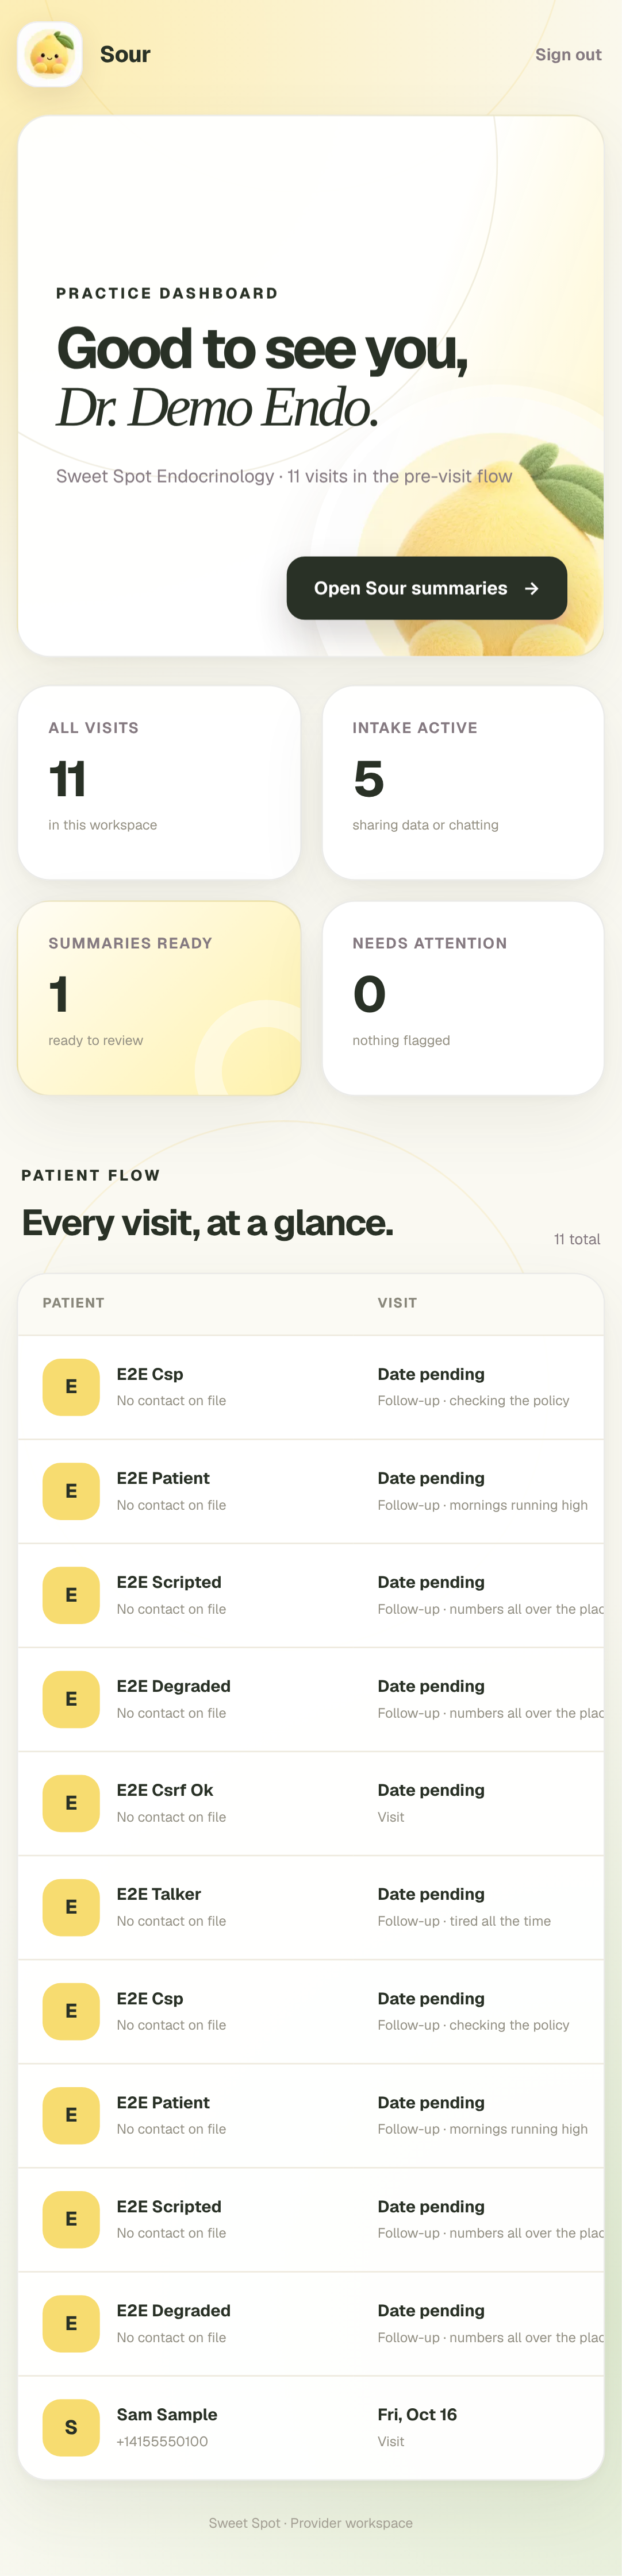 Sour
Sign out
PRACTICE DASHBOARD
Good to see you,
Dr. Demo Endo.
Sweet Spot Endocrinology · 11 visits in the pre-visit flow
Open Sour summaries →
ALL VISITS
11
in this workspace
INTAKE ACTIVE
5
sharing data or chatting
SUMMARIES READY
1
ready to review
NEEDS ATTENTION
0
nothing flagged
PATIENT FLOW
Every visit, at a glance.
11 total
PATIENT VISIT
E
E2E Csp
No contact on file
Date pending
Follow-up · checking the policy
E
E2E Patient
No contact on file
Date pending
Follow-up · mornings running high
E
E2E Scripted
No contact on file
Date pending
Follow-up · numbers all over the plac
E
E2E Degraded
No contact on file
Date pending
Follow-up · numbers all over the plac
E
E2E Csrf Ok
No contact on file
Date pending
Visit
E
E2E Talker
No contact on file
Date pending
Follow-up · tired all the time
E
E2E Csp
No contact on file
Date pending
Follow-up · checking the policy
E
E2E Patient
No contact on file
Date pending
Follow-up · mornings running high
E
E2E Scripted
No contact on file
Date pending
Follow-up · numbers all over the plac
E
E2E Degraded
No contact on file
Date pending
Follow-up · numbers all over the plac
S
Sam Sample
+14155550100
Fri, Oct 16
Visit
Sweet Spot · Provider workspace